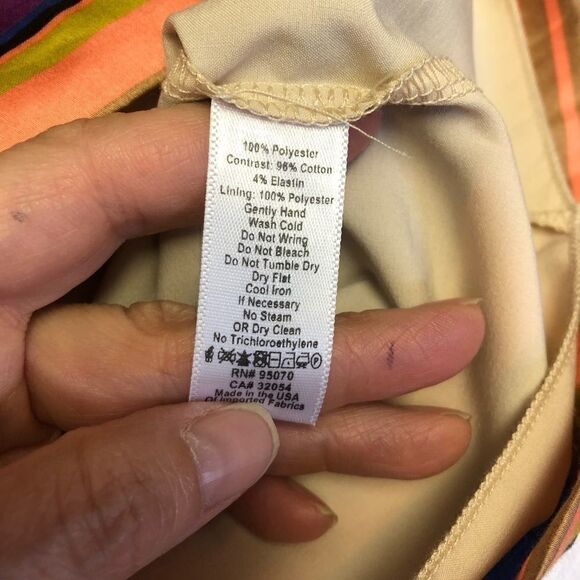 100% Polyester
Contrast: 96% Cotton
4% Elastin
Lining: 100% Polyester
Gently Hand
Wash Cold
Do Not Wring
Do Not Bleach
Do Not Tumble Dry
Dry Flat
Cool Iron
If Necessary
No Steam
OR Dry Clean
No Trichloroethylene
RN# 95070
CA# 32054
Made in the USA
Of Imported Fabrics